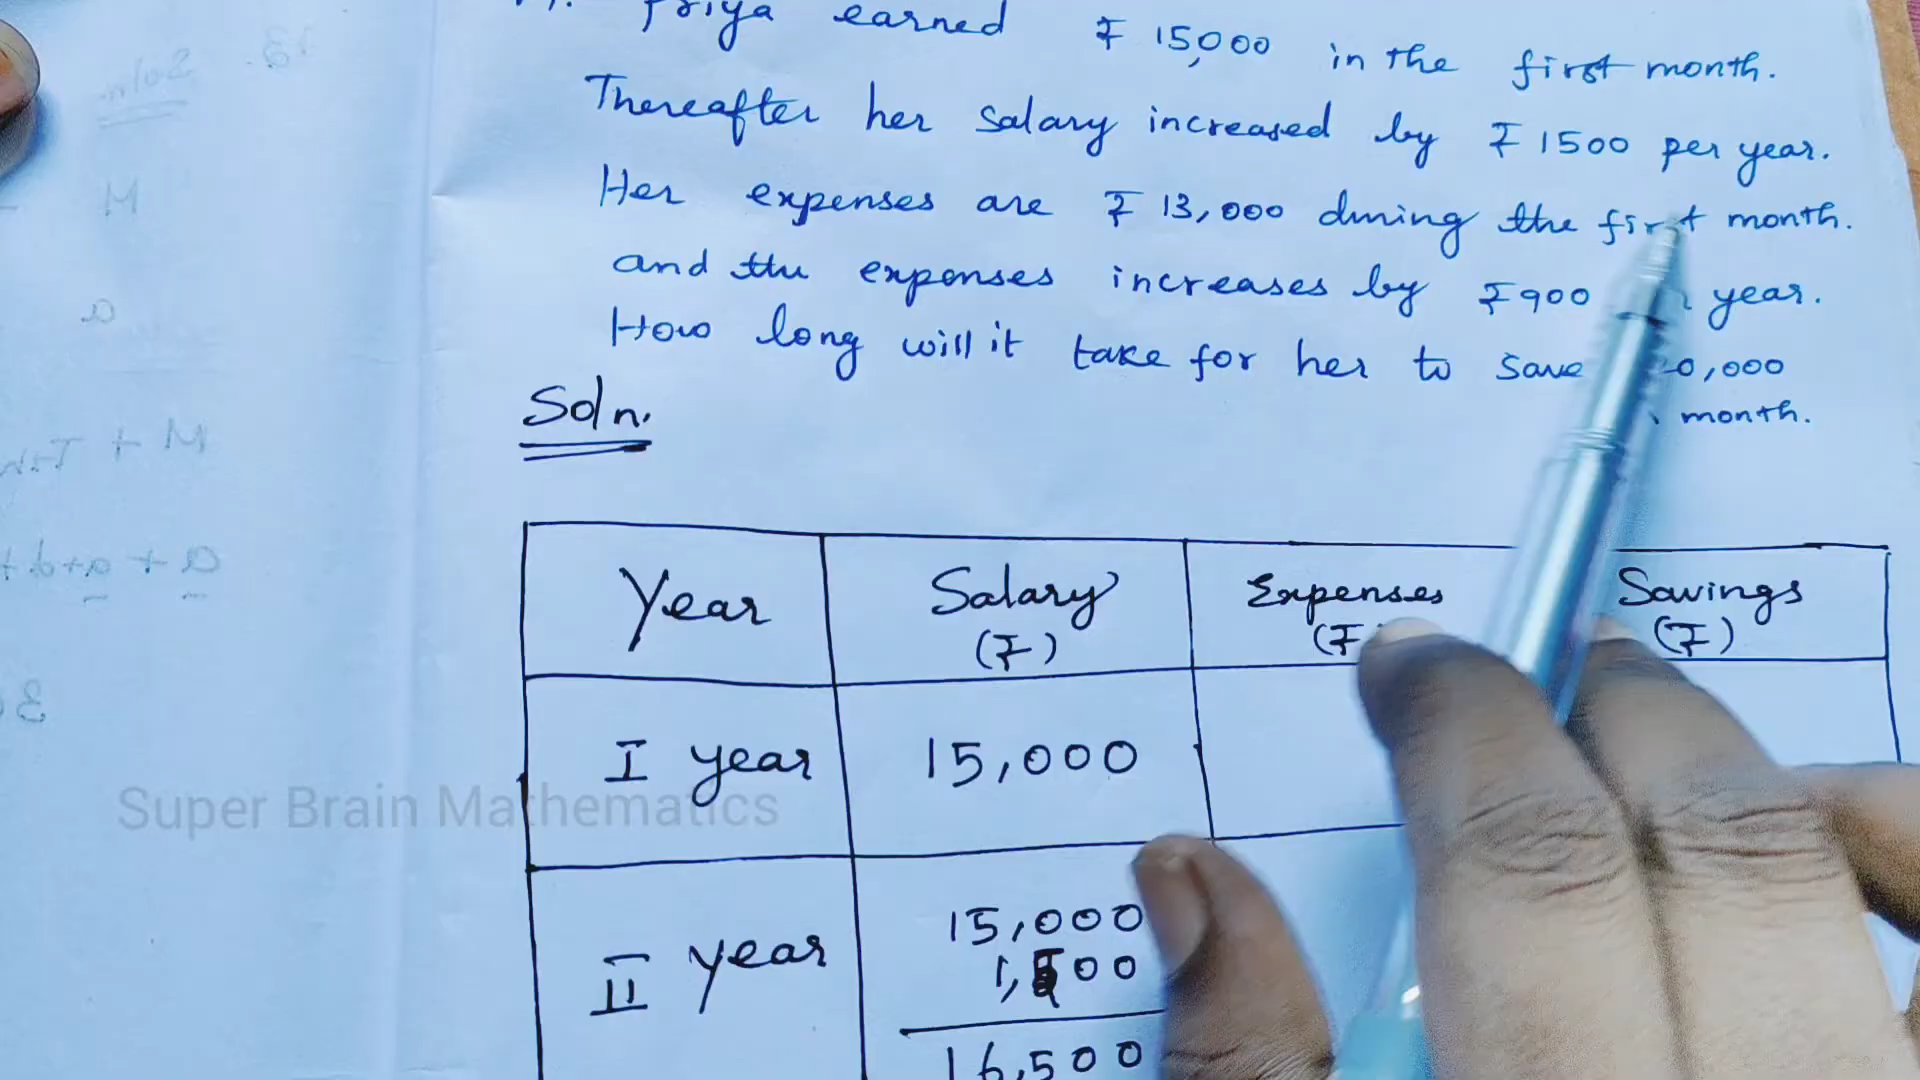 Priya earned ₹ 15,000 in the first month.
Thereafter her salary increased by ₹ 1500 per year.
Her expenses are ₹ 13,000 during the first month.
and the expenses increases by ₹900 year.
How long will it take for her to save 0,000
month.
Soln.
Year Salary (₹) Expenses (₹ Savings (₹)
I year 15,000
II year 15,000
1,500
16,500
Super Brain Mathematics